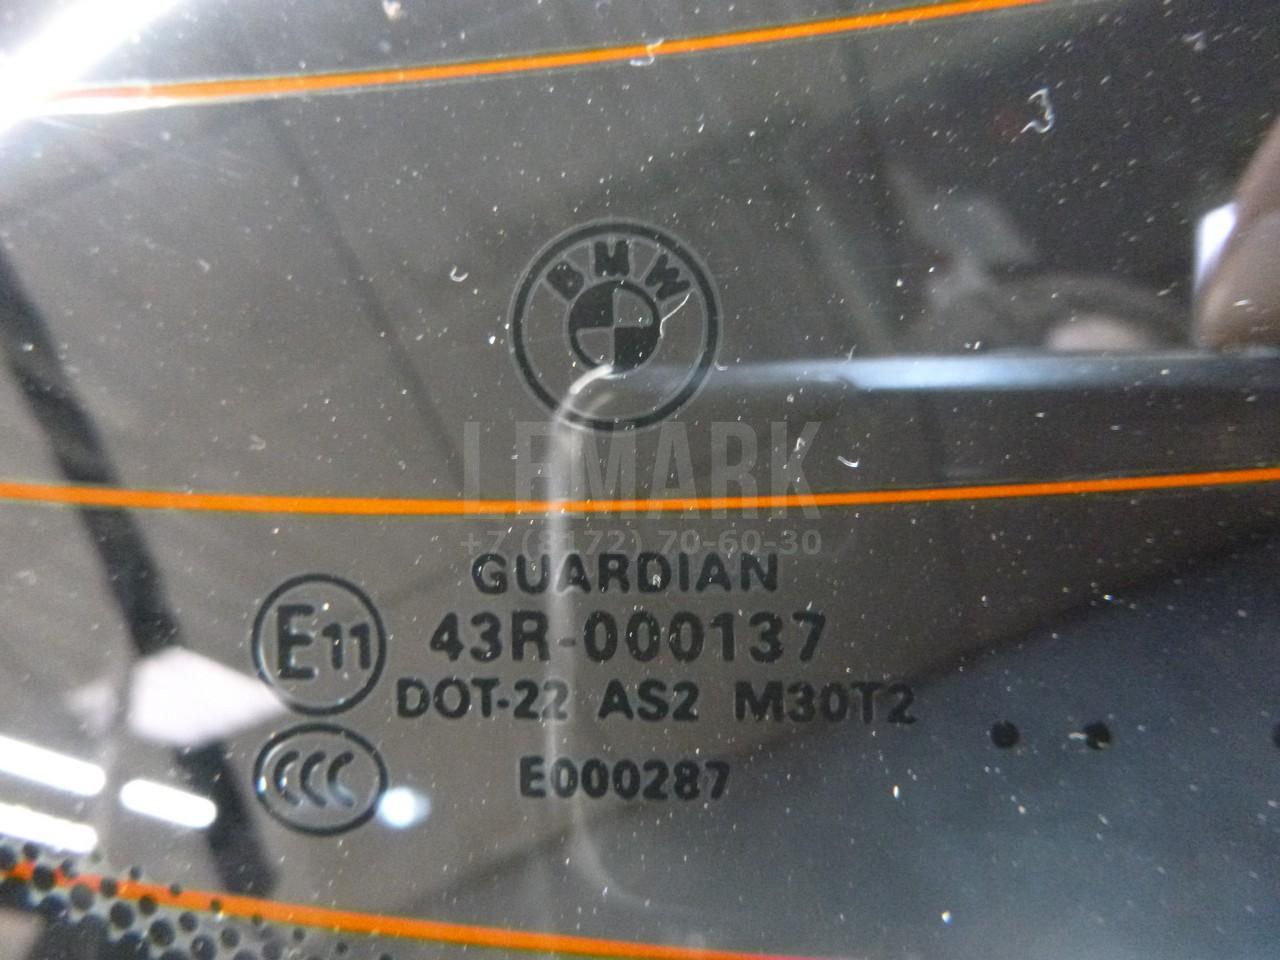 BMW
LEMARK
+7 (8172) 70-60-30
GUARDIAN
E11 43R-000137
DOT-22 AS2 M30T2
CCC E000287